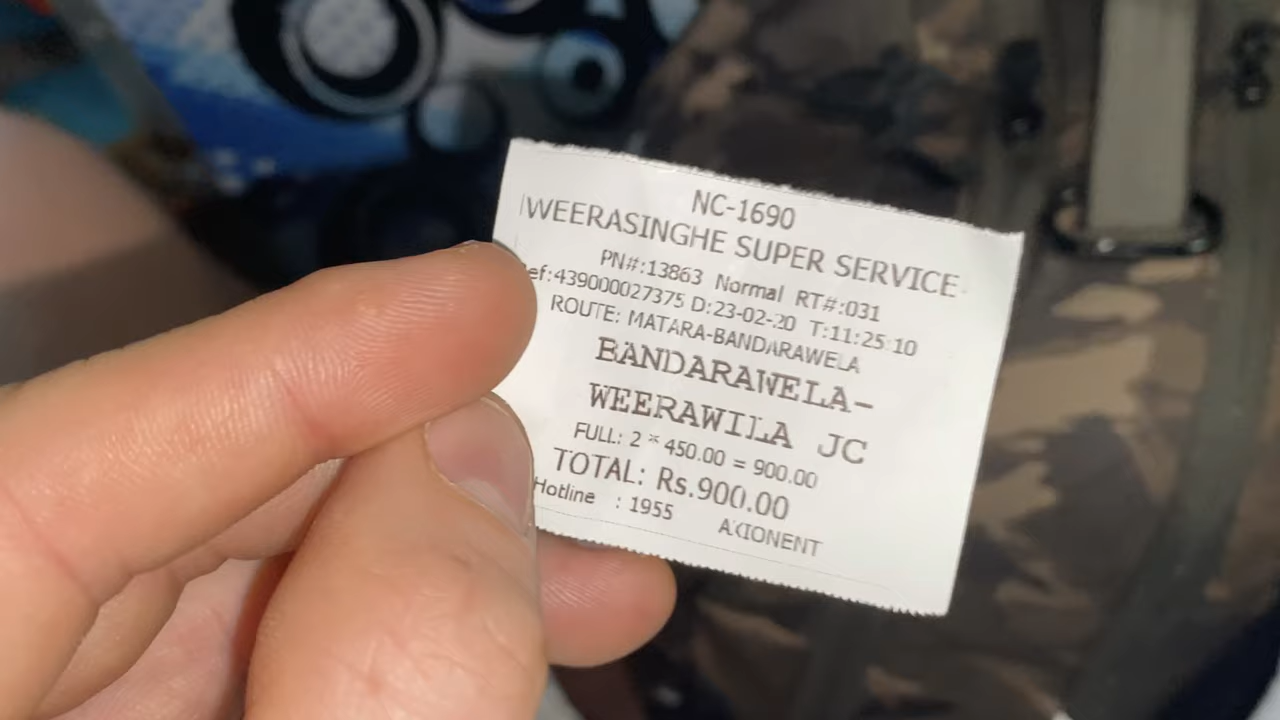 NC-1690
WEERASINGHE SUPER SERVICE
PN#:13863 Normal RT#:031
ef:439000027375 D:23-02-20 T:11:25:10
ROUTE: MATARA-BANDARAWELA
BANDARAWELA-
WEERAWILA JC
FULL: 2 * 450.00 = 900.00
TOTAL: Rs.900.00
Hotline : 1955 AXIONENT